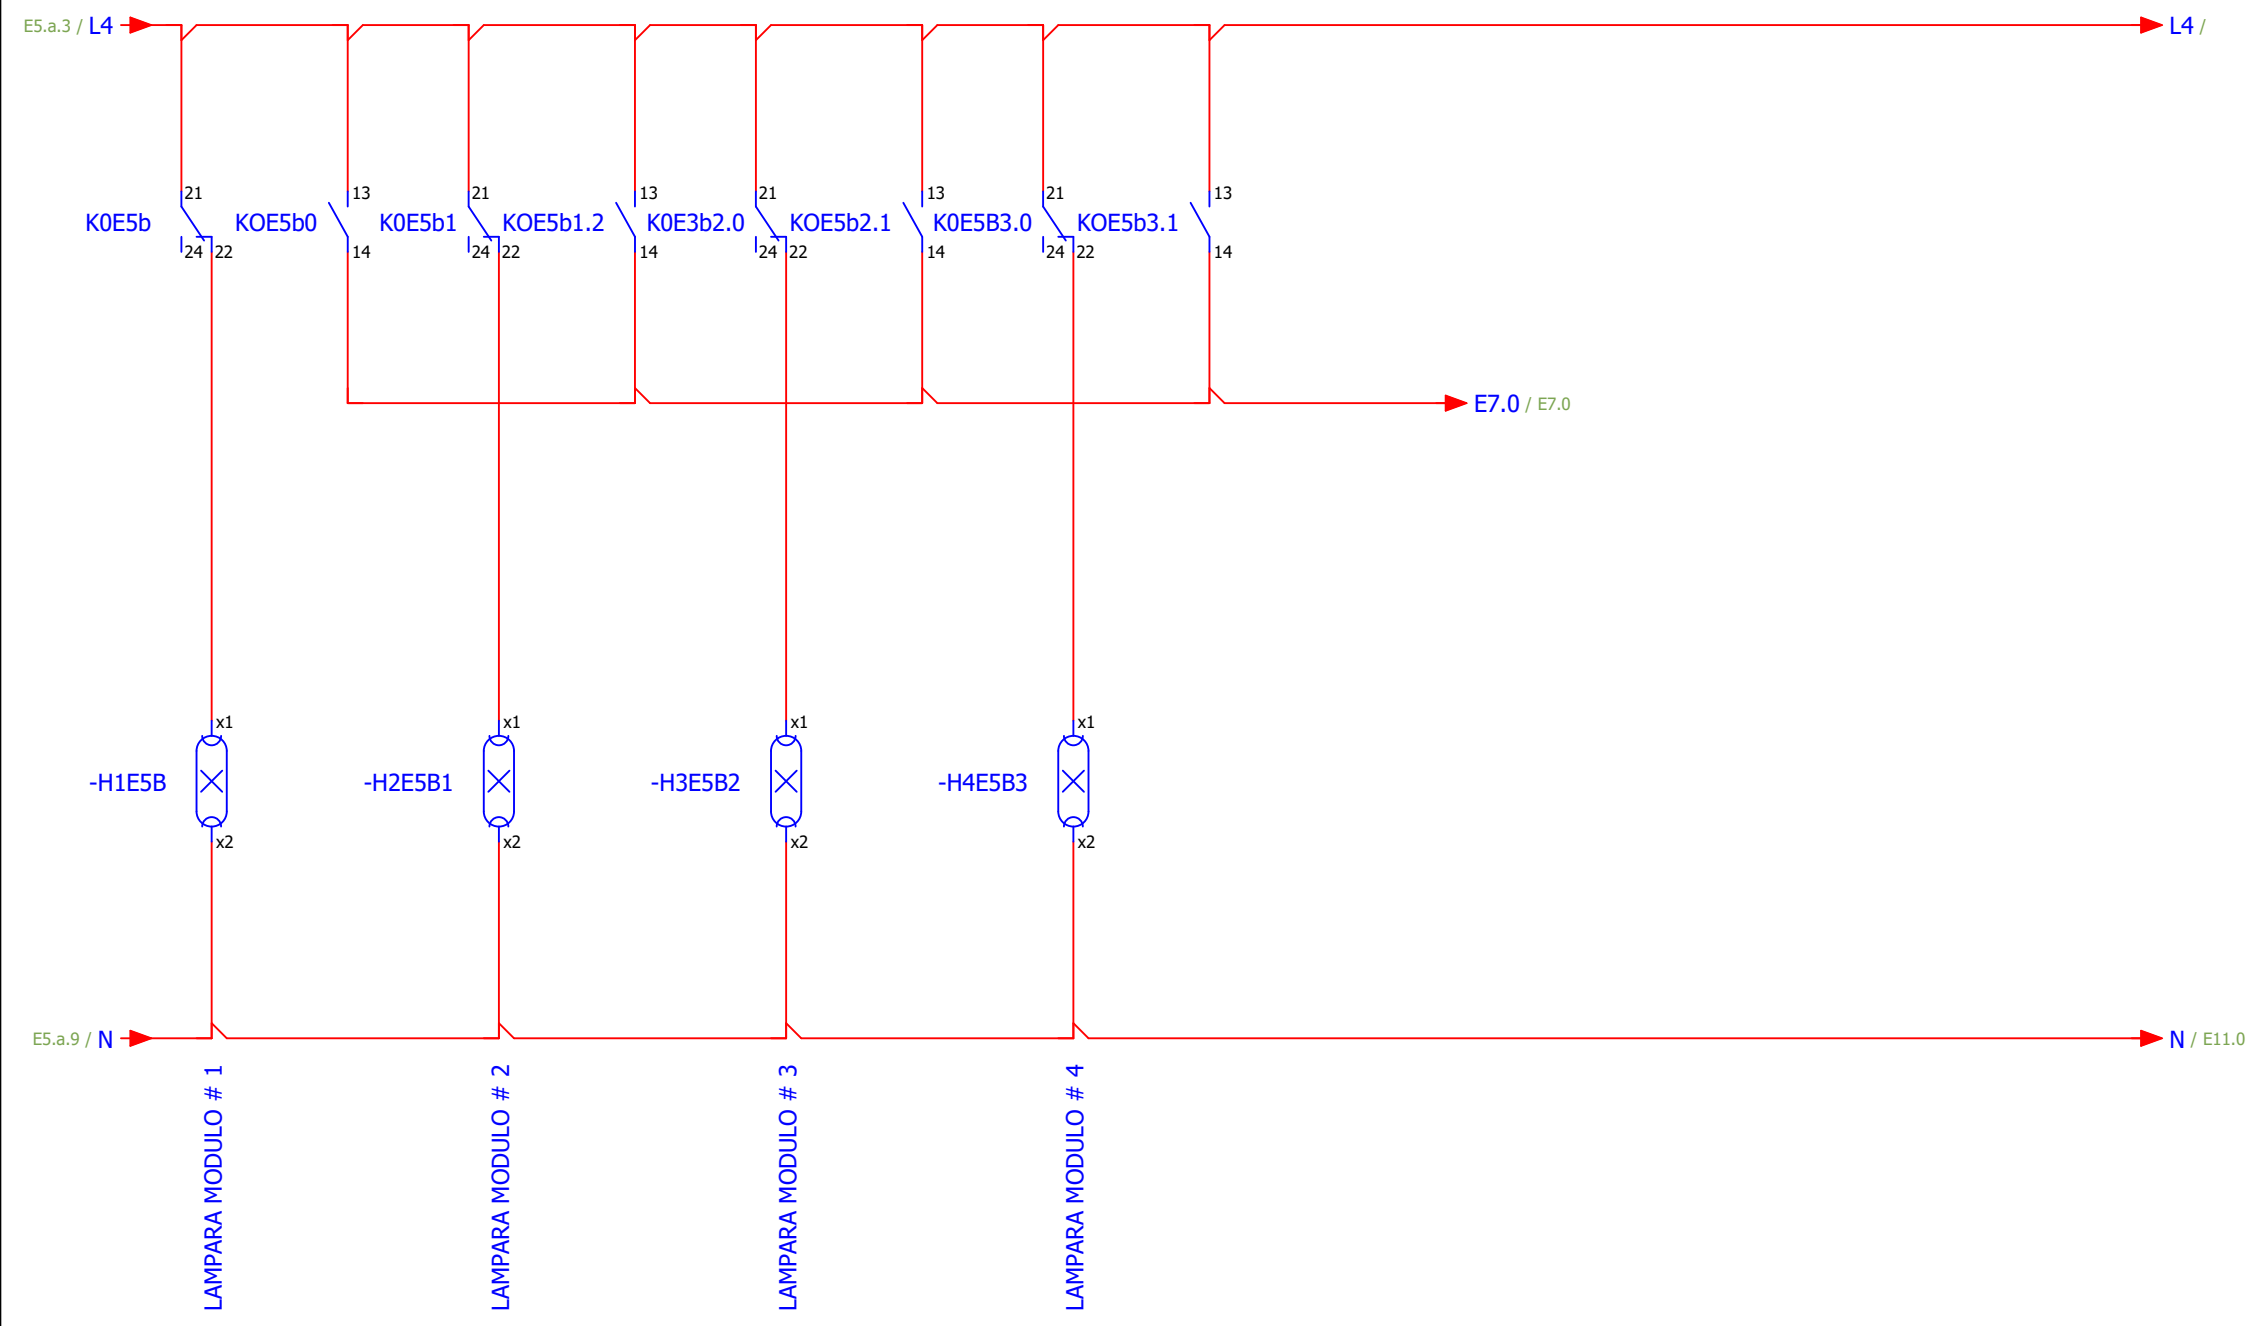 E5.a.3 / L4
L4 /
21
13
21
13
21
13
21
13
K0E5b
KOE5b0
K0E5b1
KOE5b1.2
K0E3b2.0
KOE5b2.1
K0E5B3.0
KOE5b3.1
24 22
14
24 22
14
24 22
14
24 22
14
E7.0 / E7.0
x1
x1
x1
x1
-H1E5B
-H2E5B1
-H3E5B2
-H4E5B3
x2
x2
x2
x2
E5.a.9 / N
N / E11.0
LAMPARA MODULO # 1
LAMPARA MODULO # 2
LAMPARA MODULO # 3
LAMPARA MODULO # 4